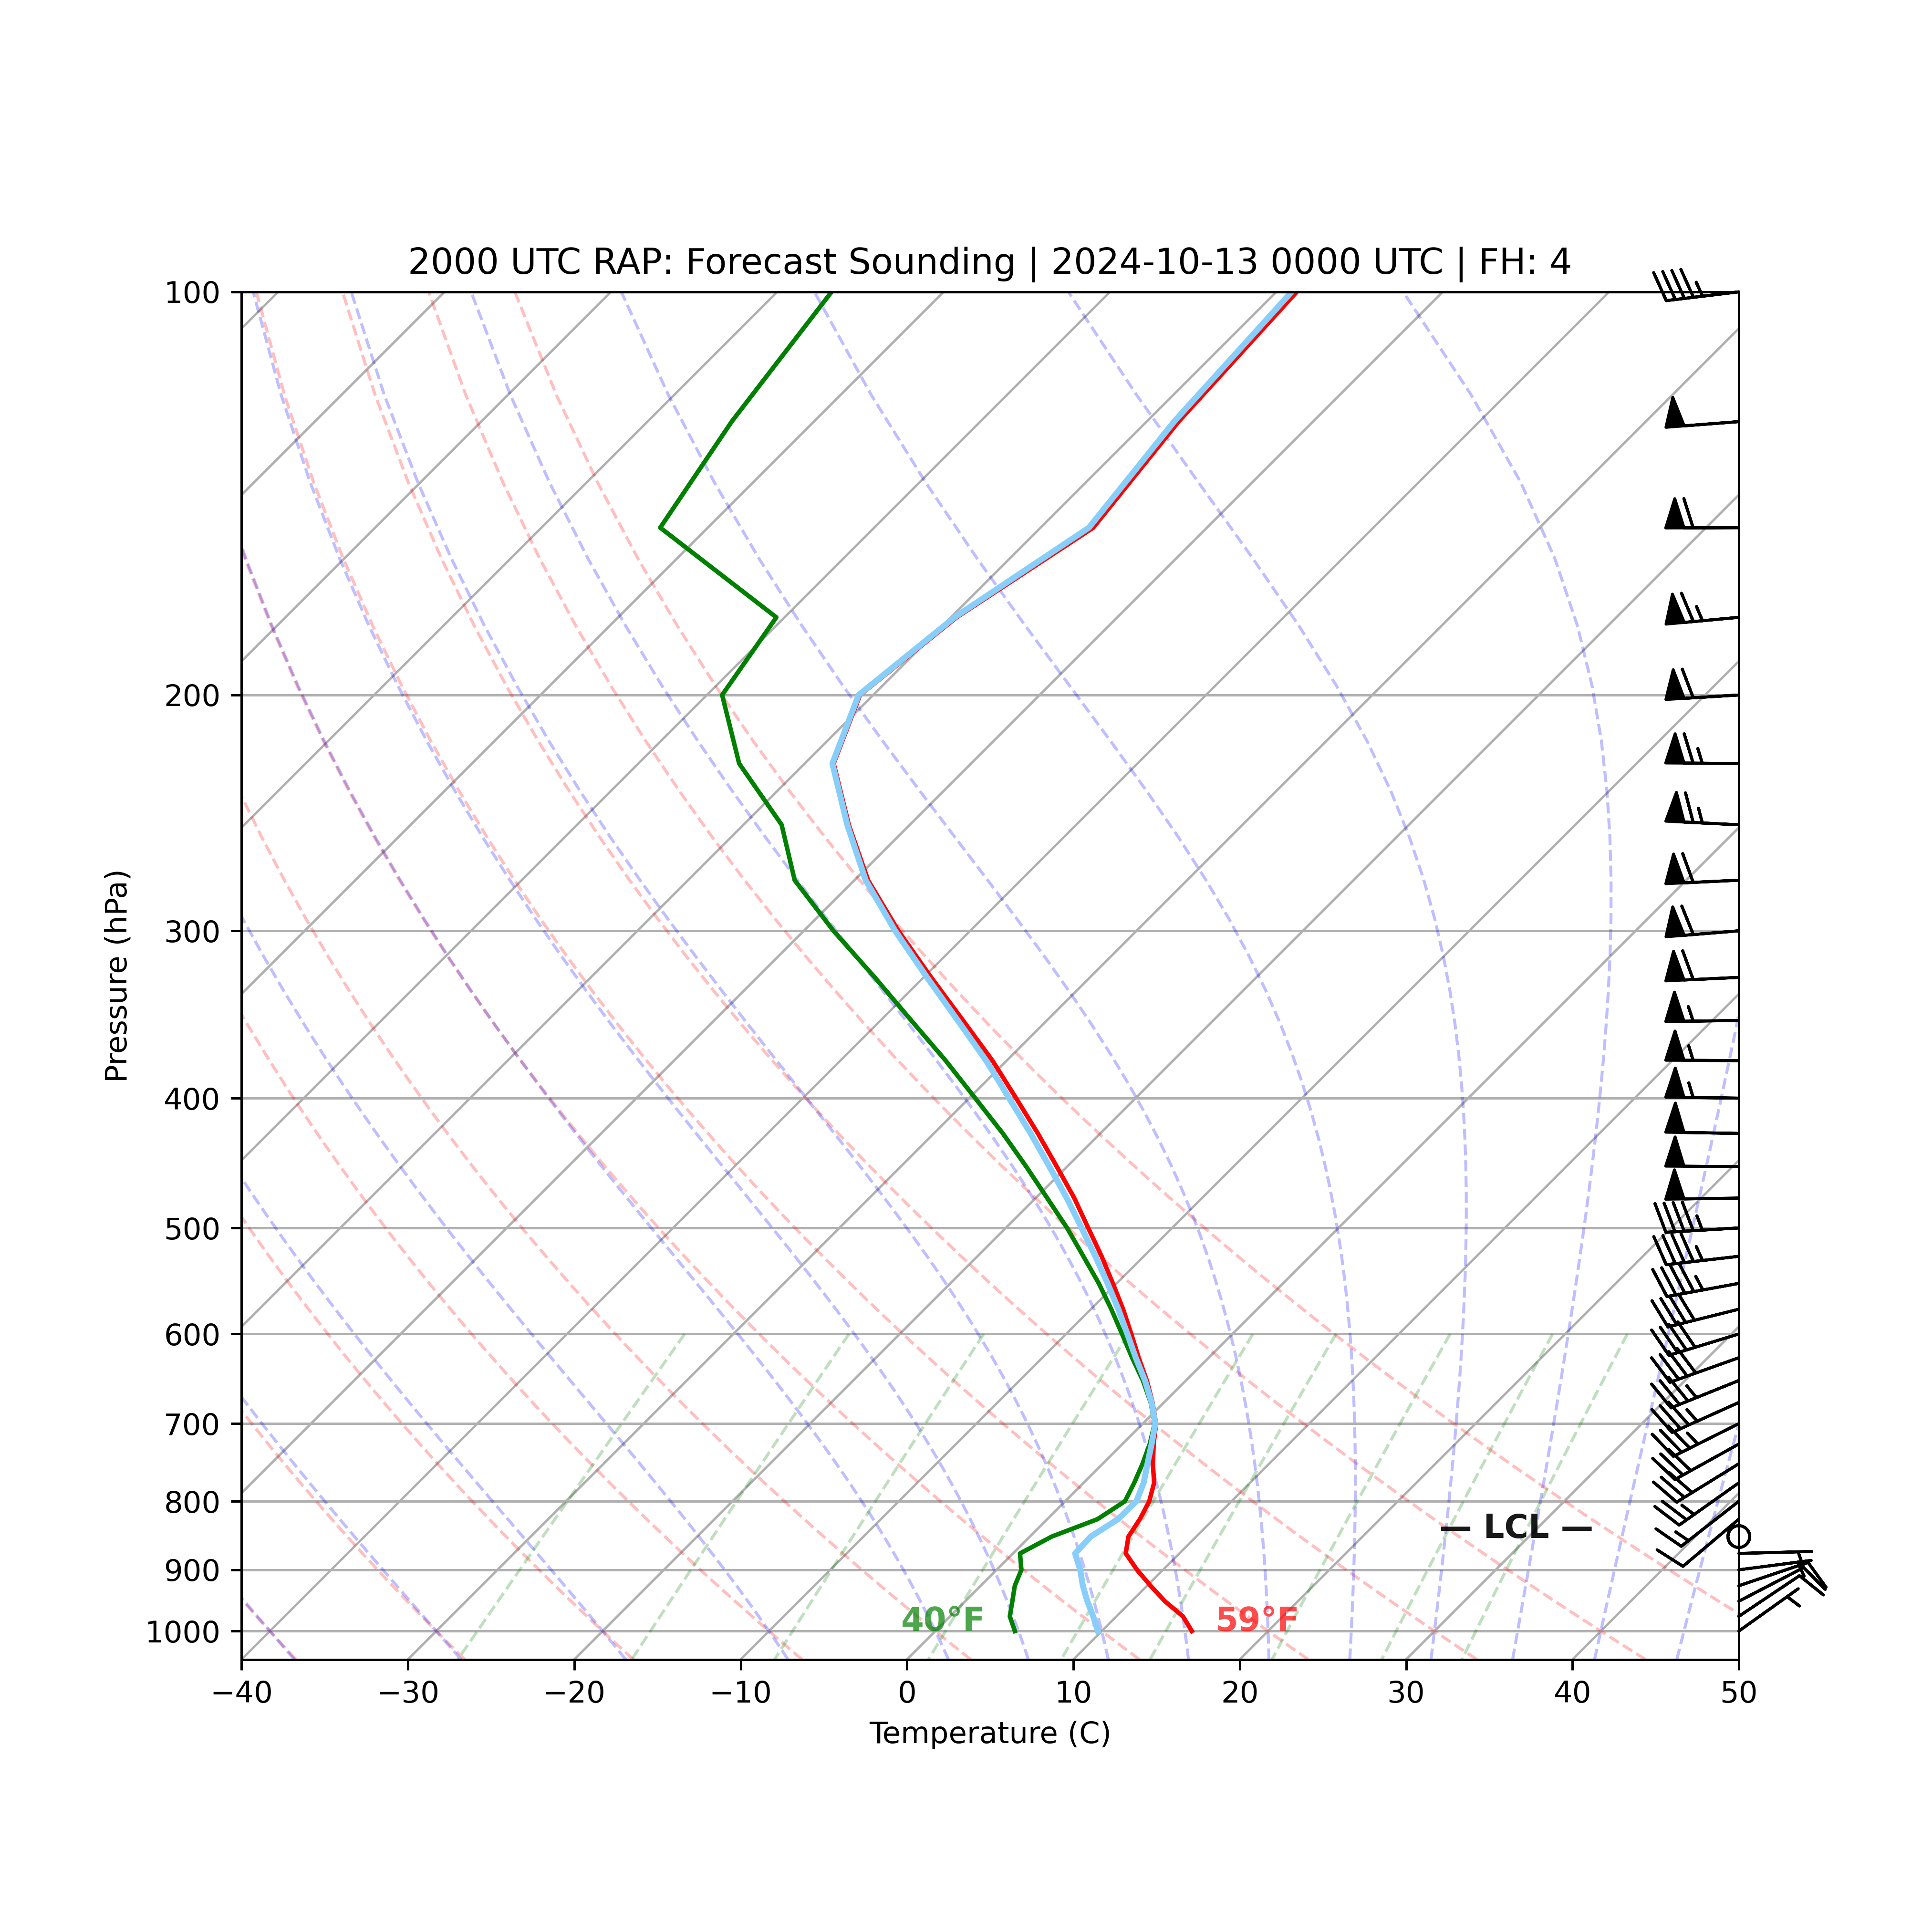 2000 UTC RAP: Forecast Sounding | 2024-10-13 0000 UTC | FH: 4
100
200
300
400
500
600
700
800
900
1000
Pressure (hPa)
— LCL —
40°F
59°F
−40 −30 −20 −10 0 10 20 30 40 50
Temperature (C)